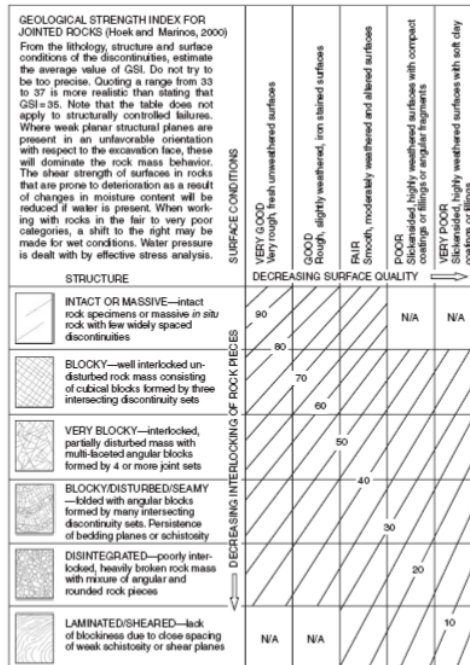 GEOLOGICAL STRENGTH INDEX FOR
JOINTED ROCKS (Hoek and Marinos, 2000)
From the lithology, structure and surface
conditions of the discontinuities, estimate
the average value of GSI. Do not try to
be too precise. Quoting a range from 33
to 37 is more realistic than stating that
GSI = 35. Note that the table does not
apply to structurally controlled failures.
Where weak planar structural planes are
present in an unfavorable orientation
with respect to the excavation face, these
will dominate the rock mass behavior.
The shear strength of surfaces in rocks
that are prone to deterioration as a result
of changes in moisture content will be
reduced if water is present. When work-
ing with rocks in the fair to very poor
categories, a shift to the right may be
made for wet conditions. Water pressure
is dealt with by effective stress analysis.
SURFACE CONDITIONS
VERY GOOD
Very rough, fresh unweathered surfaces
GOOD
Rough, slightly weathered, iron stained surfaces
FAIR
Smooth, moderately weathered and altered surfaces
POOR
Slickensided, highly weathered surfaces with compact
coatings or fillings or angular fragments
VERY POOR
Slickensided, highly weathered surfaces with soft clay
coatings or fillings
STRUCTURE
DECREASING SURFACE QUALITY
DECREASING INTERLOCKING OF ROCK PIECES
INTACT OR MASSIVE—intact
rock specimens or massive in situ
rock with few widely spaced
discontinuities
90
N/A
N/A
80
BLOCKY—well interlocked un-
disturbed rock mass consisting
of cubical blocks formed by three
intersecting discontinuity sets
70
60
VERY BLOCKY—interlocked,
partially disturbed mass with
multi-faceted angular blocks
formed by 4 or more joint sets
50
BLOCKY/DISTURBED/SEAMY
—folded with angular blocks
formed by many intersecting
discontinuity sets. Persistence
of bedding planes or schistosity
40
30
DISINTEGRATED—poorly inter-
locked, heavily broken rock mass
with mixture of angular and
rounded rock pieces
20
LAMINATED/SHEARED—lack
of blockiness due to close spacing
of weak schistosity or shear planes
N/A
N/A
10